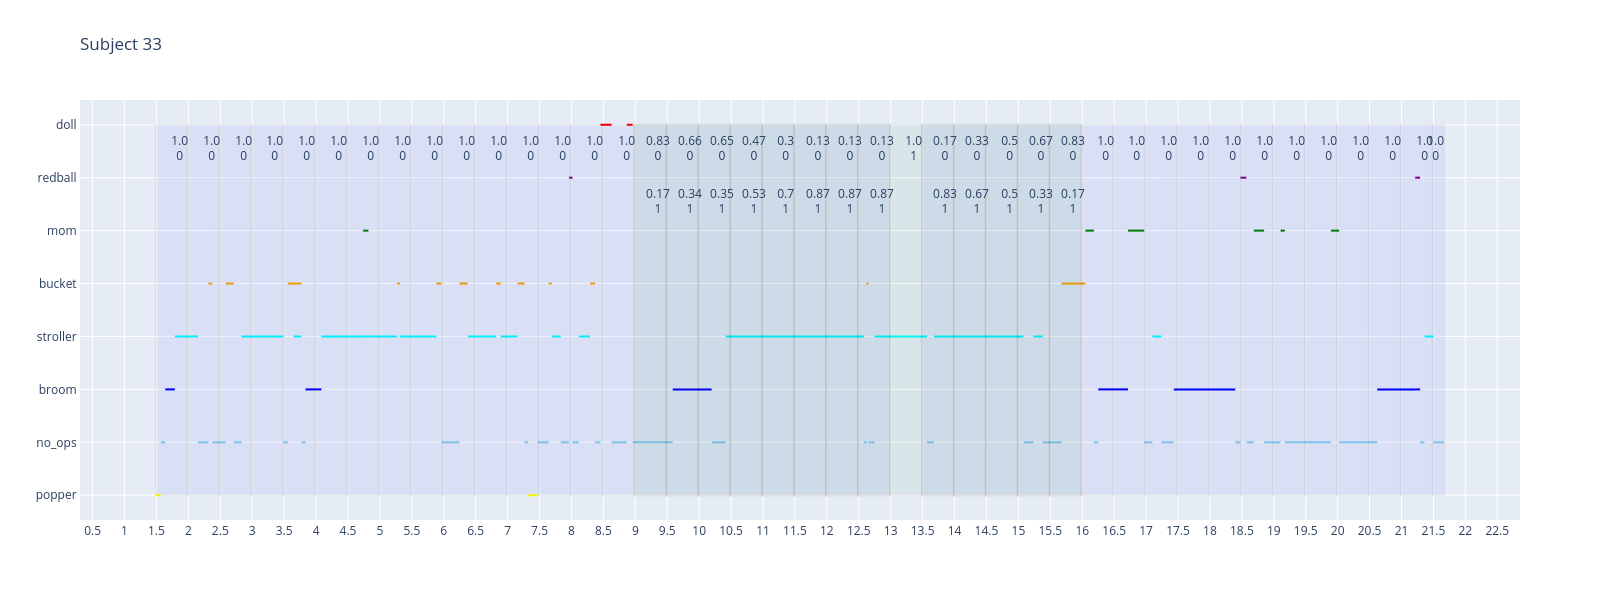 Subject 33
doll
1.0 1.0 1.0 1.0 1.0 1.0 1.0 1.0 1.0 1.0 1.0 1.0 1.0 1.0 1.0 0.83 0.66 0.65 0.47 0.3 0.13 0.13 0.13 1.0 0.17 0.33 0.5 0.67 0.83 1.0 1.0 1.0 1.0 1.0 1.0 1.0 1.0 1.0 1.0 1.0 1.0
0 0 0 0 0 0 0 0 0 0 0 0 0 0 0 0 0 0 0 0 0 0 0 1 0 0 0 0 0 0 0 0 0 0 0 0 0 0 0 0 0
redball
0.17 0.34 0.35 0.53 0.7 0.87 0.87 0.87 0.83 0.67 0.5 0.33 0.17
1 1 1 1 1 1 1 1 1 1 1 1 1
mom
bucket
stroller
broom
no_ops
popper
0.5 1 1.5 2 2.5 3 3.5 4 4.5 5 5.5 6 6.5 7 7.5 8 8.5 9 9.5 10 10.5 11 11.5 12 12.5 13 13.5 14 14.5 15 15.5 16 16.5 17 17.5 18 18.5 19 19.5 20 20.5 21 21.5 22 22.5